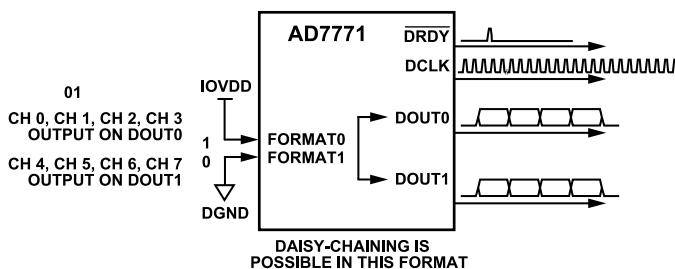 AD7771
DRDY
DCLK
01
IOVDD
CH 0, CH 1, CH 2, CH 3
OUTPUT ON DOUT0
1
FORMAT0
DOUT0
CH 4, CH 5, CH 6, CH 7
OUTPUT ON DOUT1
0
FORMAT1
DOUT1
DGND
DAISY-CHAINING IS
POSSIBLE IN THIS FORMAT